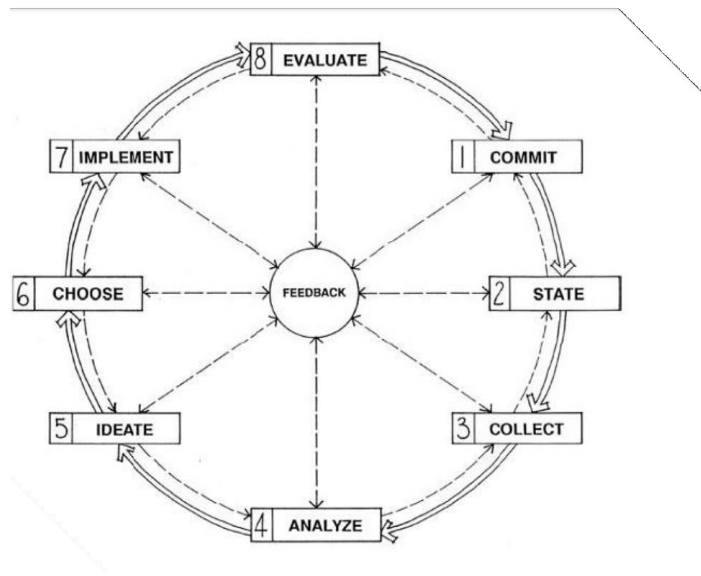 8 EVALUATE
7 IMPLEMENT
1 COMMIT
6 CHOOSE
FEEDBACK
2 STATE
5 IDEATE
3 COLLECT
4 ANALYZE